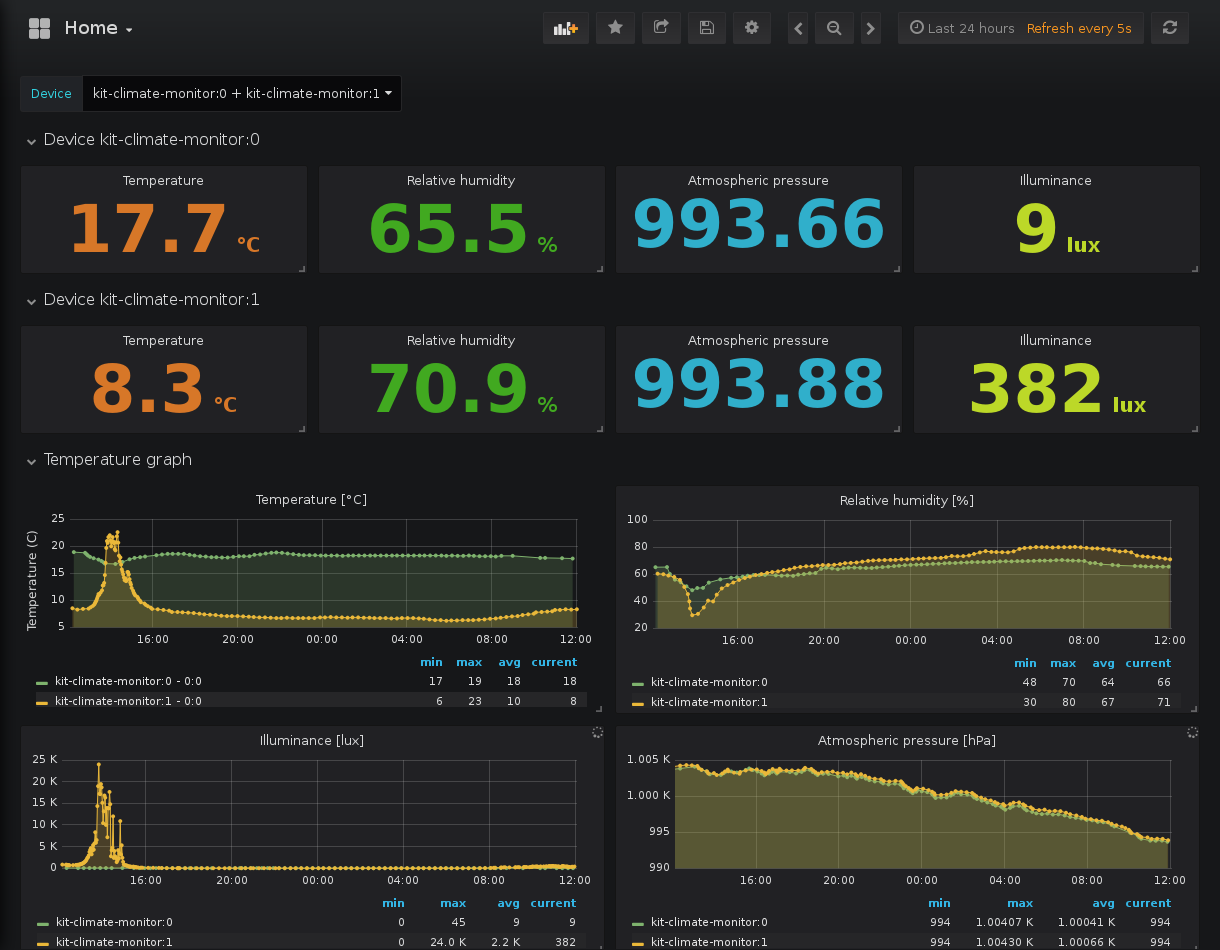 Home
Last 24 hours Refresh every 5s
Device kit-climate-monitor:0 + kit-climate-monitor:1
Device kit-climate-monitor:0
Temperature Relative humidity Atmospheric pressure Illuminance
17.7 °C 65.5 % 993.66 9 lux
Device kit-climate-monitor:1
Temperature Relative humidity Atmospheric pressure Illuminance
8.3 °C 70.9 % 993.88 382 lux
Temperature graph
Temperature [°C]
Temperature (C)
25
20
15
10
5
16:00 20:00 00:00 04:00 08:00 12:00
min max avg current
kit-climate-monitor:0 - 0:0 17 19 18 18
kit-climate-monitor:1 - 0:0 6 23 10 8
Relative humidity [%]
100
80
60
40
20
16:00 20:00 00:00 04:00 08:00 12:00
min max avg current
kit-climate-monitor:0 48 70 64 66
kit-climate-monitor:1 30 80 67 71
Illuminance [lux]
25 K
20 K
15 K
10 K
5 K
0
16:00 20:00 00:00 04:00 08:00 12:00
min max avg current
kit-climate-monitor:0 0 45 9 9
kit-climate-monitor:1 0 24.0 K 2.2 K 382
Atmospheric pressure [hPa]
1.005 K
1.000 K
995
990
16:00 20:00 00:00 04:00 08:00 12:00
min max avg current
kit-climate-monitor:0 994 1.00407 K 1.00041 K 994
kit-climate-monitor:1 994 1.00430 K 1.00066 K 994